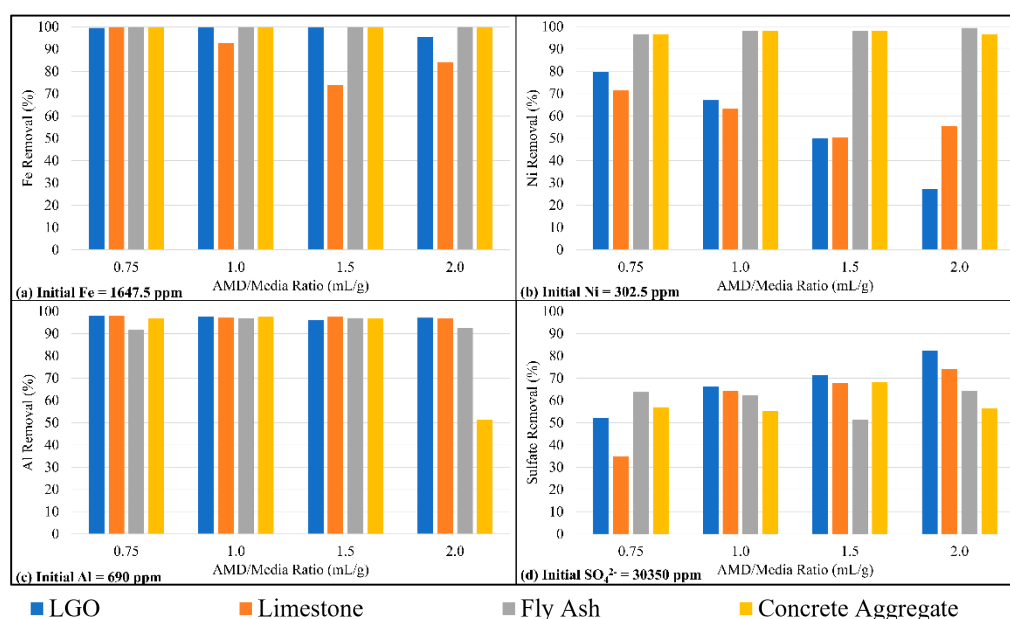 100
90
80
70
60
50
40
30
20
10
0
Fe Removal (%)
0.75 1.0 1.5 2.0
AMD/Media Ratio (mL/g)
(a) Initial Fe = 1647.5 ppm
100
90
80
70
60
50
40
30
20
10
0
Ni Removal (%)
0.75 1.0 1.5 2.0
AMD/Media Ratio (mL/g)
(b) Initial Ni = 302.5 ppm
100
90
80
70
60
50
40
30
20
10
0
Al Removal (%)
0.75 1.0 1.5 2.0
AMD/Media Ratio (mL/g)
(c) Initial Al = 690 ppm
100
90
80
70
60
50
40
30
20
10
0
Sulfate Removal (%)
0.75 1.0 1.5 2.0
AMD/Media Ratio (mL/g)
(d) Initial SO₄²⁻ = 30350 ppm
LGO Limestone Fly Ash Concrete Aggregate